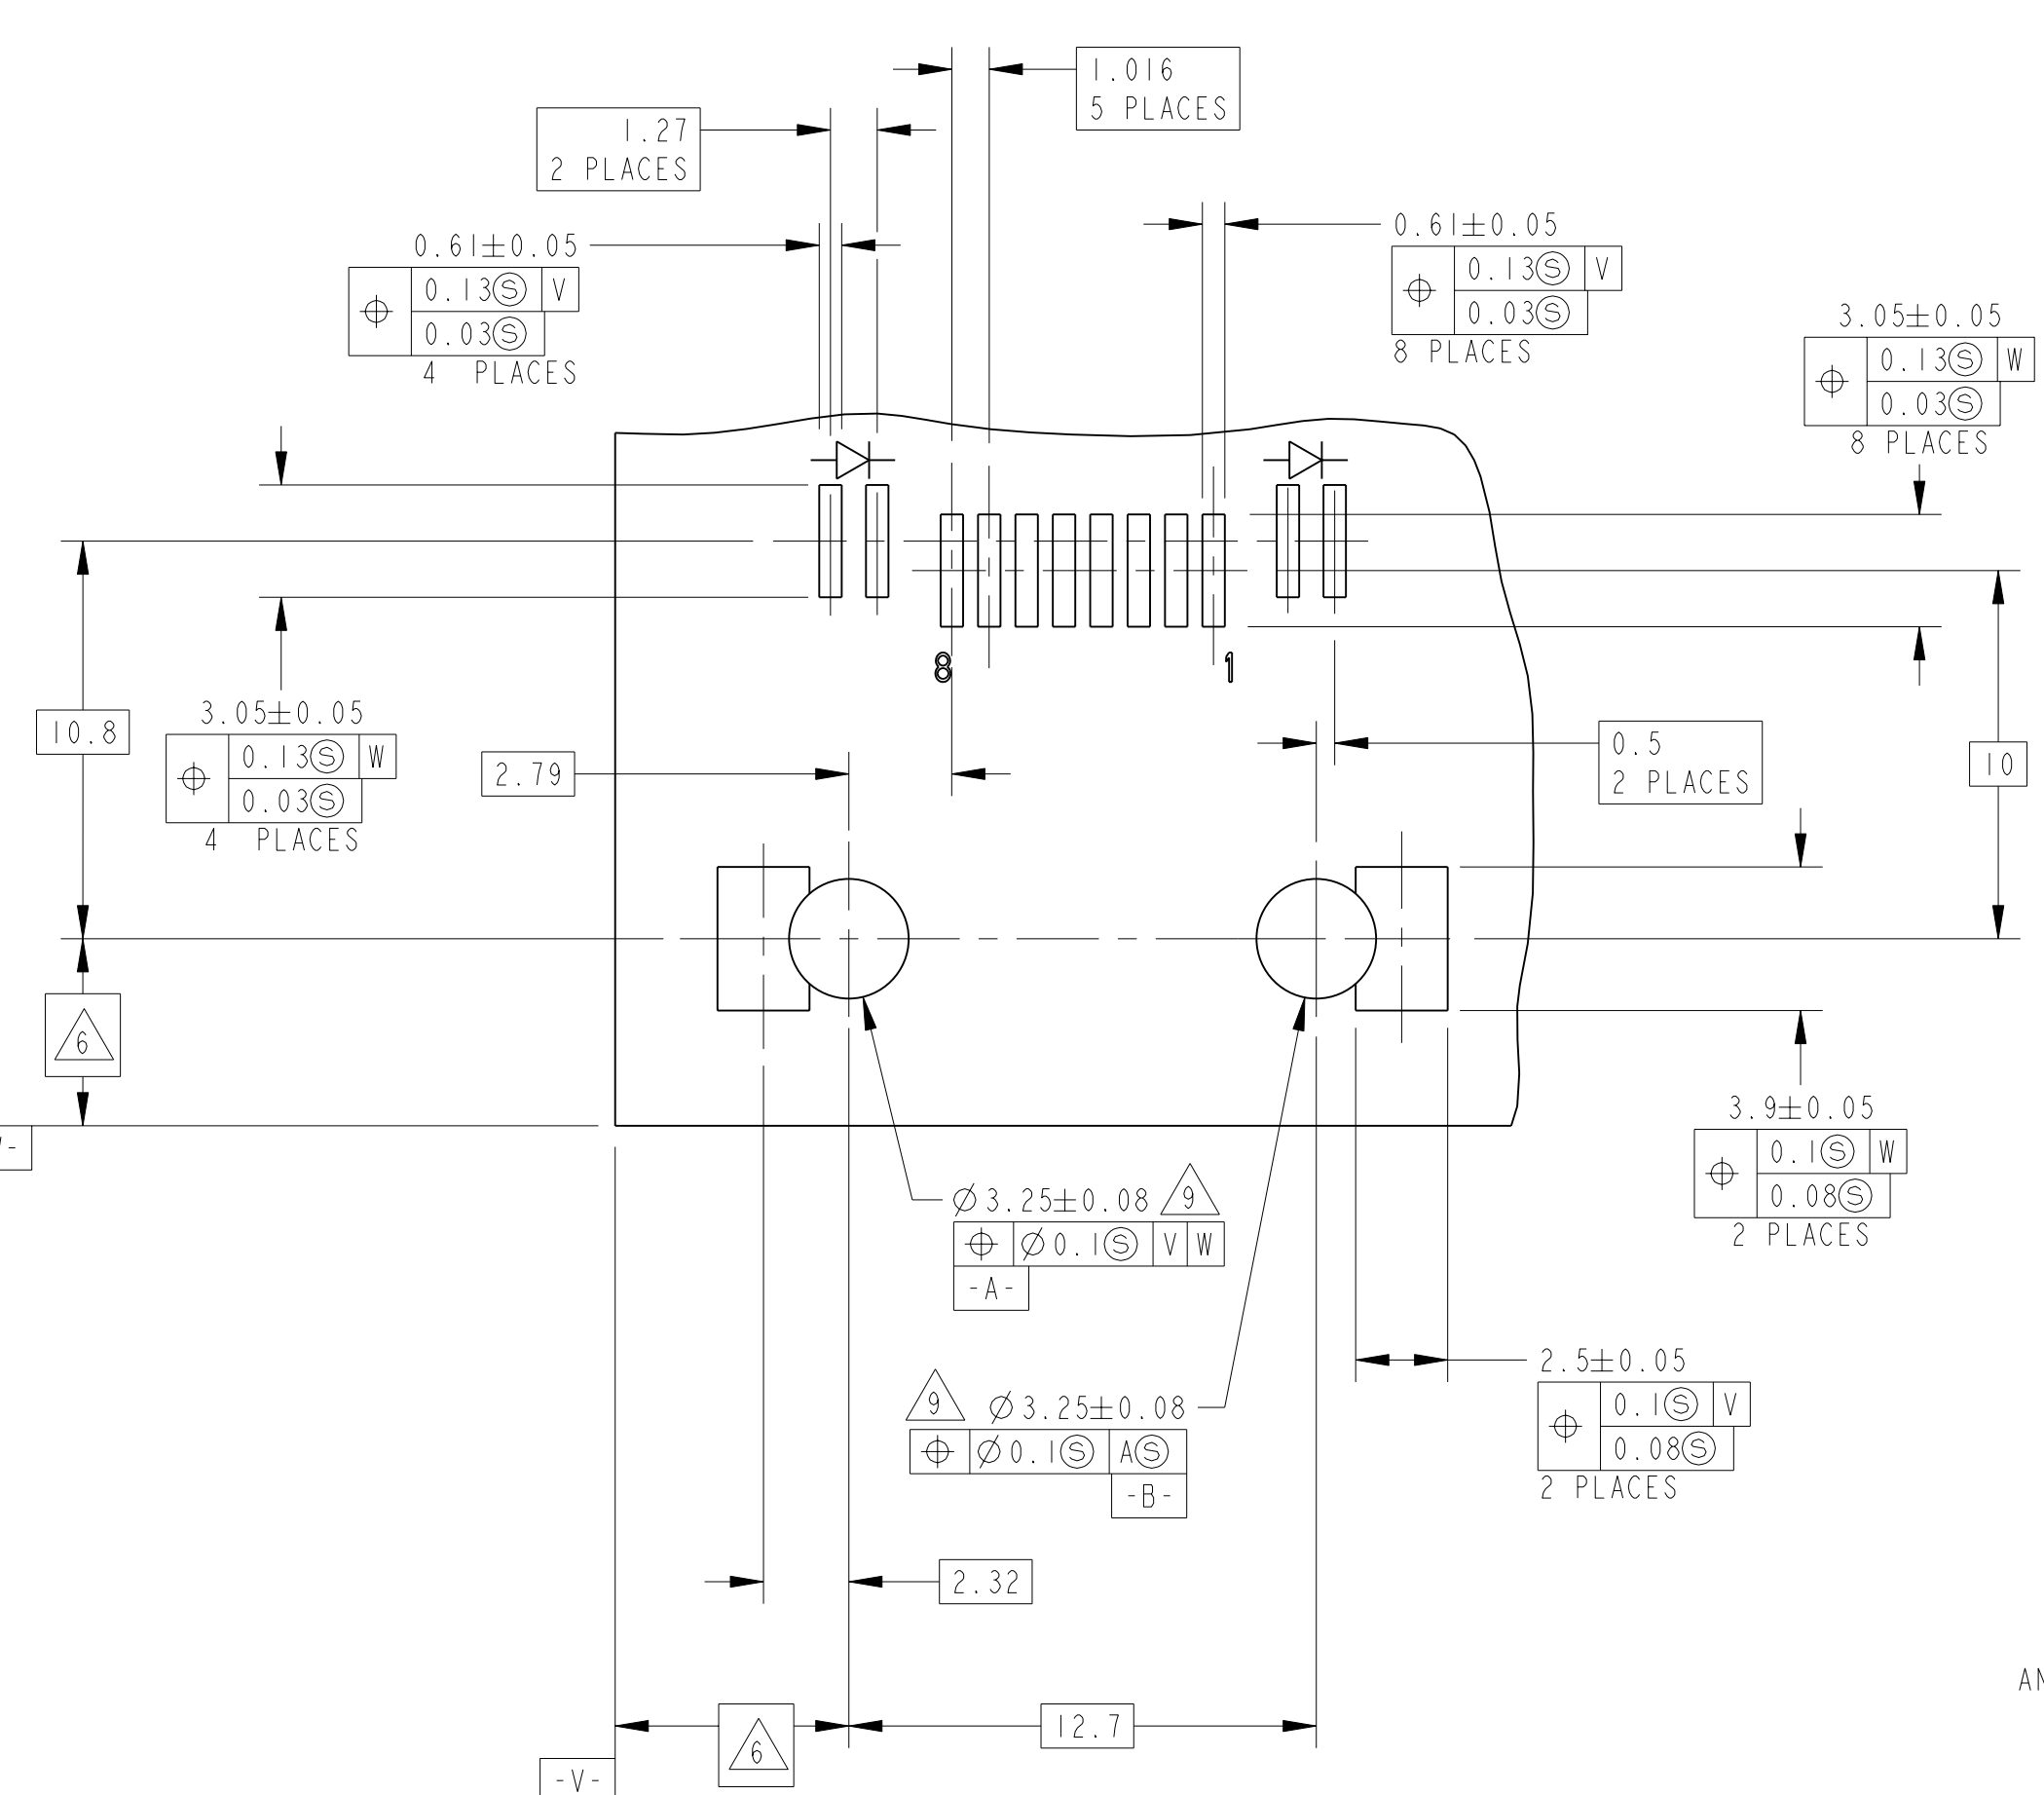 1.016
5 PLACES
1.27
2 PLACES
0.61±0.05
0.13Ⓢ V
0.03Ⓢ
4 PLACES
0.61±0.05
0.13Ⓢ V
0.03Ⓢ
8 PLACES
3.05±0.05
0.13Ⓢ W
0.03Ⓢ
8 PLACES
8
1
10.8
3.05±0.05
0.13Ⓢ W
0.03Ⓢ
4 PLACES
2.79
0.5
2 PLACES
10
6
3.9±0.05
0.1Ⓢ W
0.08Ⓢ
2 PLACES
Ø3.25±0.08 9
Ø0.1Ⓢ V W
-A-
2.5±0.05
0.1Ⓢ V
0.08Ⓢ
2 PLACES
9 Ø3.25±0.08
Ø0.1Ⓢ AⓈ
-B-
2.32
6
12.7
-V-